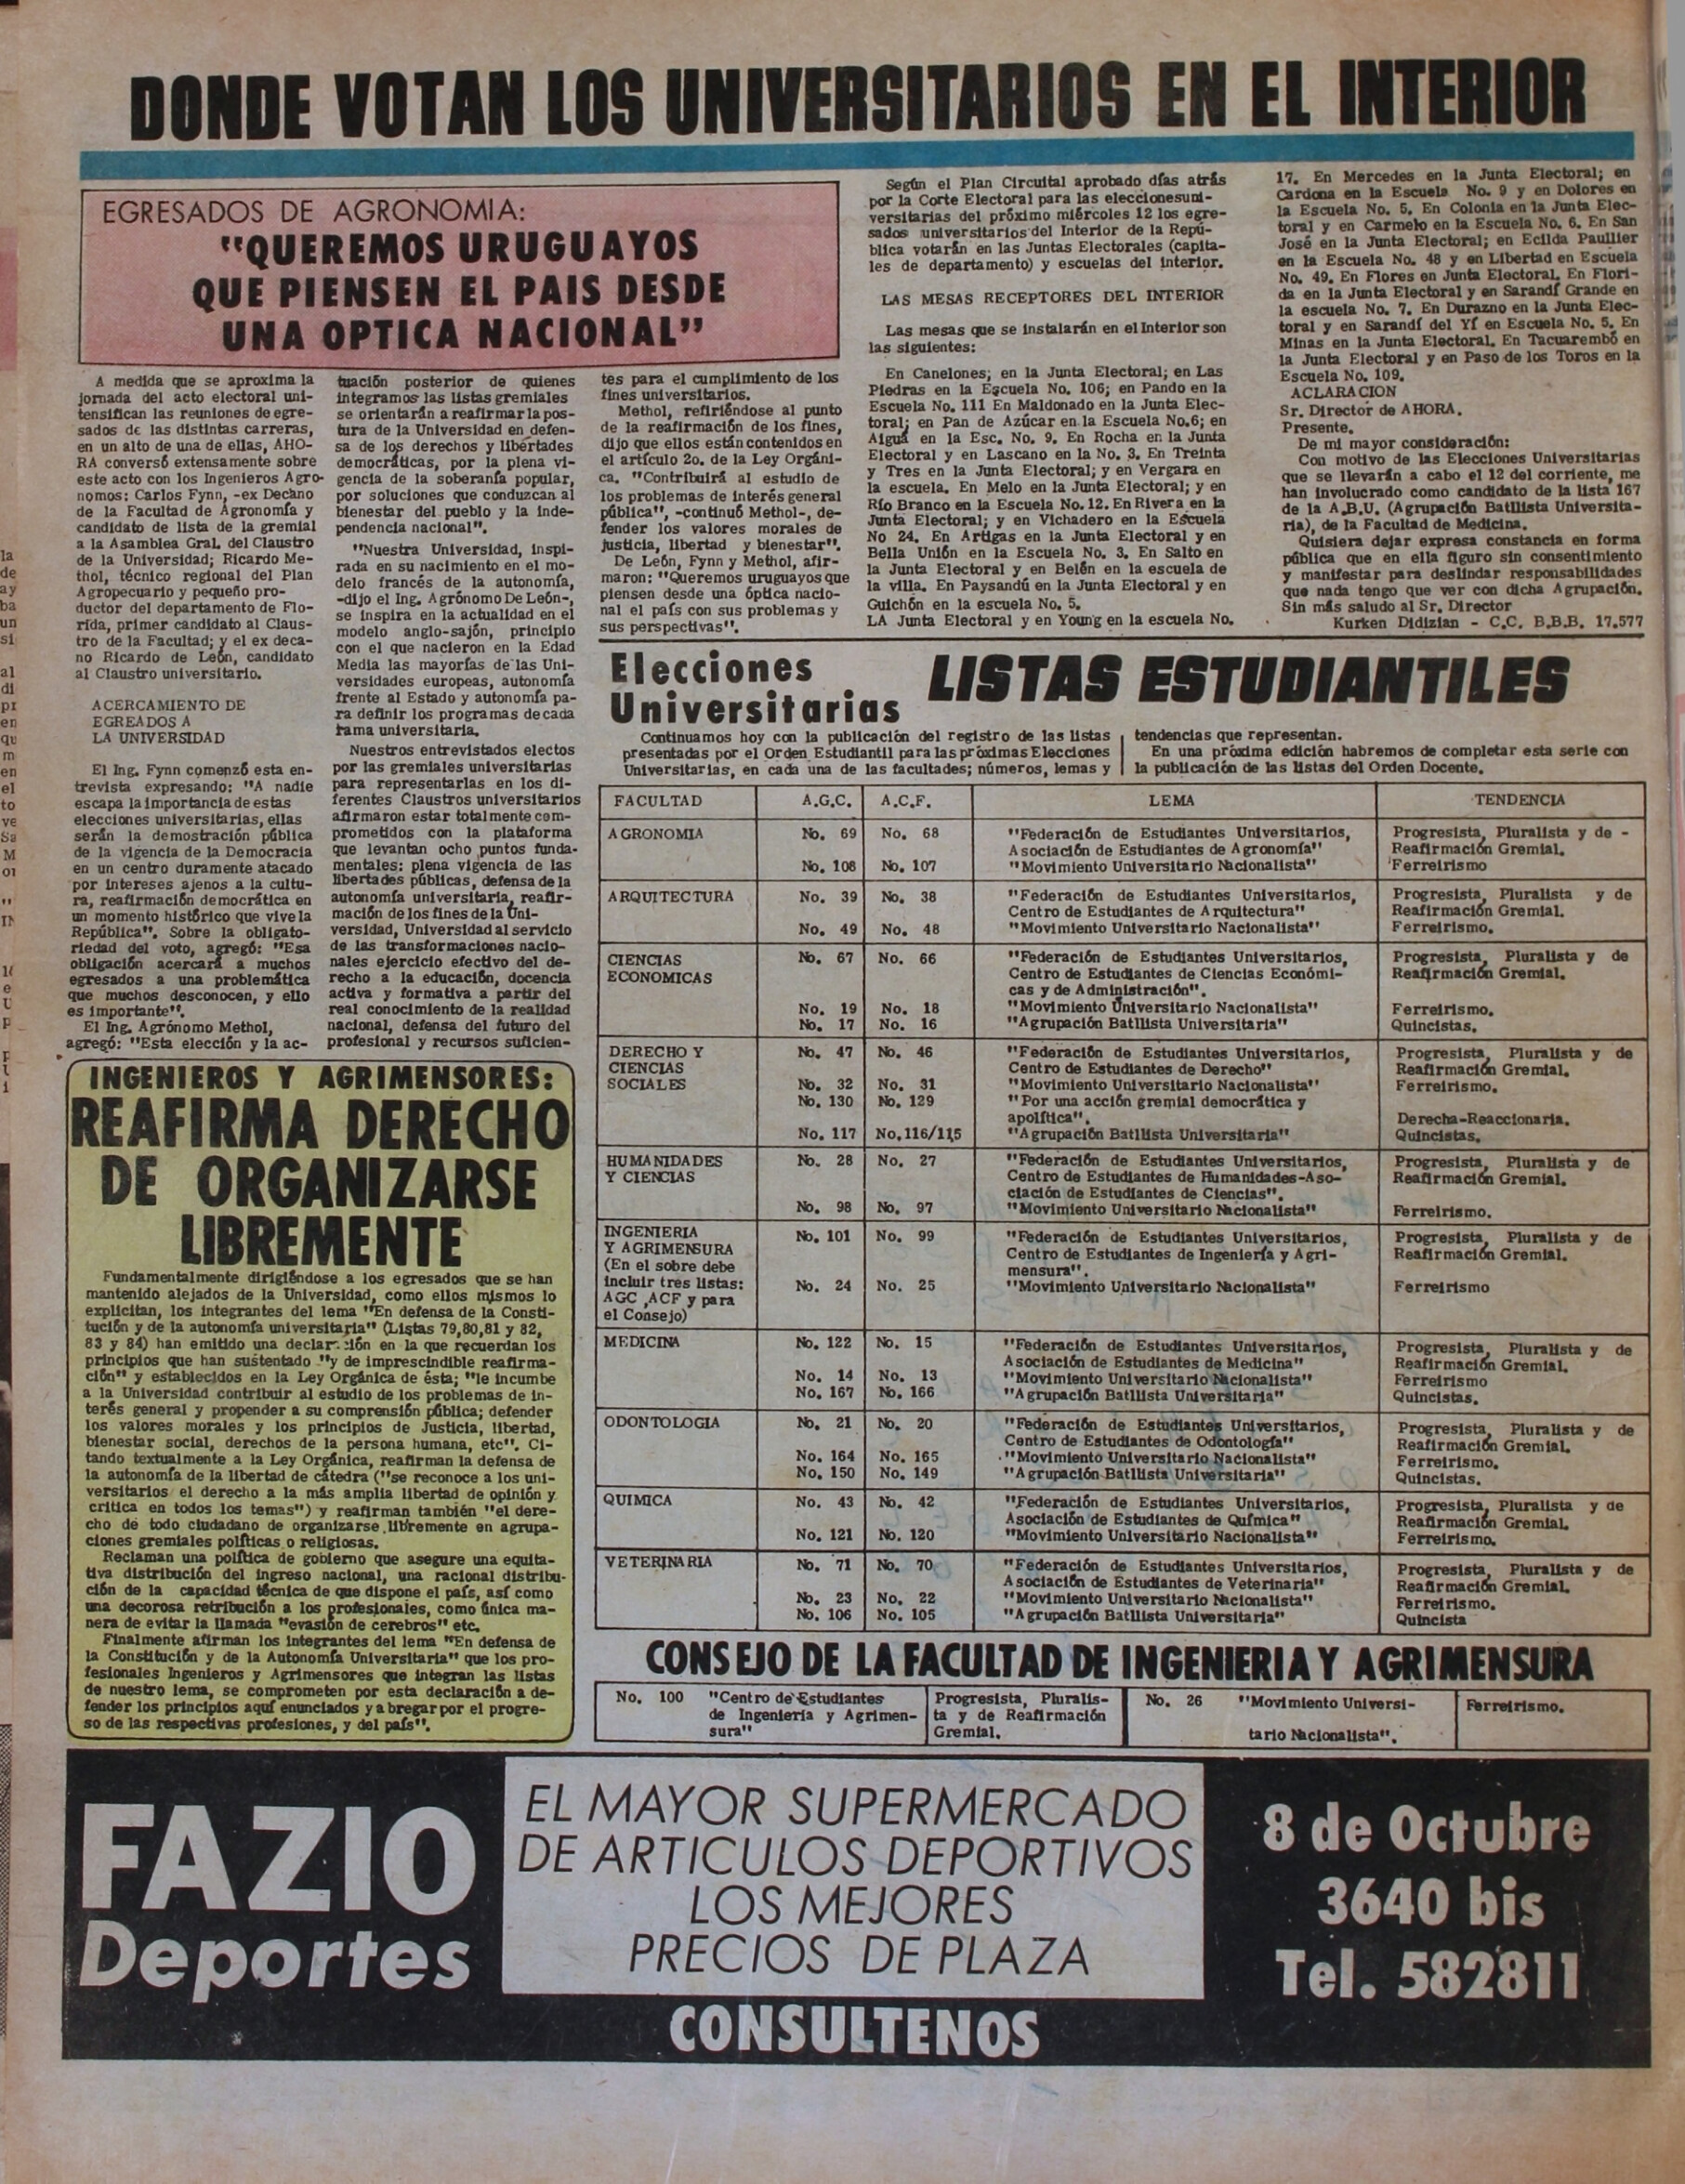 DONDE VOTAN LOS UNIVERSITARIOS EN EL INTERIOR
EGRESADOS DE AGRONOMIA:
"QUEREMOS URUGUAYOS
QUE PIENSEN EL PAIS DESDE
UNA OPTICA NACIONAL"
A medida que se aproxima la
jornada del acto electoral uni-
tensifican las reuniones de egre-
sados de las distintas carreras,
en un alto de una de ellas, AHO-
RA conversó extensamente sobre
este acto con los Ingenieros Agro-
nomos: Carlos Fynn, -ex Decano
de la Facultad de Agronomía y
candidato de lista de la gremial
a la Asamblea Gral. del Claustro
de la Universidad; Ricardo Me-
thol, técnico regional del Plan
Agropecuario y pequeño pro-
ductor del departamento de Flo-
rida, primer candidato al Claus-
tro de la Facultad; y el ex deca-
no Ricardo de León, candidato
al Claustro universitario.
ACERCAMIENTO DE
EGREADOS A
LA UNIVERSIDAD
El Ing. Fynn comenzó esta en-
trevista expresando: "A nadie
escapa la importancia de estas
elecciones universitarias, ellas
serán la demostración pública
de la vigencia de la Democracia
en un centro duramente atacado
por intereses ajenos a la cultu-
ra, reafirmación democrática en
un momento histórico que vive la
República". Sobre la obligato-
riedad del voto, agregó: "Esa
obligación acercará a muchos
egresados a una problemática
que muchos desconocen, y ello
es importante".
El Ing. Agrónomo Methol,
agregó: "Esta elección y la ac-
tuación posterior de quienes
integramos las listas gremiales
se orientarán a reafirmar la pos-
tura de la Universidad en defen-
sa de los derechos y libertades
democráticas, por la plena vi-
gencia de la soberanía popular,
por soluciones que conduzcan al
bienestar del pueblo y la inde-
pendencia nacional".
"Nuestra Universidad, inspi-
rada en su nacimiento en el mo-
delo francés de la autonomía,
-dijo el Ing. Agrónomo De León-,
se inspira en la actualidad en el
modelo anglo-sajón, principio
con el que nacieron en la Edad
Media las mayorías de las Uni-
versidades europeas, autonomía
frente al Estado y autonomía pa-
ra definir los programas de cada
rama universitaria.
Nuestros entrevistados electos
por las gremiales universitarias
para representarlas en los di-
ferentes Claustros universitarios
afirmaron estar totalmente com-
prometidos con la plataforma
que levantan ocho puntos funda-
mentales: plena vigencia de las
libertades públicas, defensa de la
autonomía universitaria, reafir-
mación de los fines de la Uni-
versidad, Universidad al servicio
de las transformaciones nacio-
nales ejercicio efectivo del de-
recho a la educación, docencia
activa y formativa a partir del
real conocimiento de la realidad
nacional, defensa del futuro del
profesional y recursos suficien-
tes para el cumplimiento de los
fines universitarios.
Methol, refiriéndose al punto
de la reafirmación de los fines,
dijo que ellos están contenidos en
el artículo 2o. de la Ley Orgáni-
ca. "Contribuirá al estudio de
los problemas de interés general
pública", -continuó Methol-, de-
fender los valores morales de
justicia, libertad y bienestar".
De León, Fynn y Methol, afir-
maron: "Queremos uruguayos que
piensen desde una óptica nacio-
nal el país con sus problemas y
sus perspectivas".
Según el Plan Circuital aprobado días atrás
por la Corte Electoral para las eleccionesuni-
versitarias del próximo miércoles 12 los egre-
sados universitarios del Interior de la Repú-
blica votarán en las Juntas Electorales (capita-
les de departamento) y escuelas del interior.
LAS MESAS RECEPTORES DEL INTERIOR
Las mesas que se instalarán en el Interior son
las siguientes:
En Canelones; en la Junta Electoral; en Las
Piedras en la Escuela No. 106; en Pando en la
Escuela No. 111 En Maldonado en la Junta Elec-
toral; en Pan de Azúcar en la Escuela No.6; en
Aiguá en la Esc. No. 9. En Rocha en la Junta
Electoral y en Lascano en la No. 3. En Treinta
y Tres en la Junta Electoral; y en Vergara en
la escuela. En Melo en la Junta Electoral; y en
Río Branco en la Escuela No. 12. En Rivera en la
Junta Electoral; y en Vichadero en la Escuela
No 24. En Artigas en la Junta Electoral y en
Bella Unión en la Escuela No. 3. En Salto en
la Junta Electoral y en Belén en la escuela de
la villa. En Paysandú en la Junta Electoral y en
Guichón en la escuela No. 5.
LA Junta Electoral y en Young en la escuela No.
17. En Mercedes en la Junta Electoral; en
Cardona en la Escuela No. 9 y en Dolores en
la Escuela No. 5. En Colonia en la Junta Elec-
toral y en Carmelo en la Escuela No. 6. En San
José en la Junta Electoral; en Ecilda Paullier
en la Escuela No. 48 y en Libertad en Escuela
No. 49. En Flores en Junta Electoral. En Flori-
da en la Junta Electoral y en Sarandí Grande en
la escuela No. 7. En Durazno en la Junta Elec-
toral y en Sarandí del Yí en Escuela No. 5. En
Minas en la Junta Electoral. En Tacuarembó en
la Junta Electoral y en Paso de los Toros en la
Escuela No. 109.
ACLARACION
Sr. Director de AHORA.
Presente.
De mi mayor consideración:
Con motivo de las Elecciones Universitarias
que se llevarán a cabo el 12 del corriente, me
han involucrado como candidato de la lista 167
de la A.B.U. (Agrupación Batllista Universita-
ria), de la Facultad de Medicina.
Quisiera dejar expresa constancia en forma
pública que en ella figuro sin consentimiento
y manifestar para deslindar responsabilidades
que nada tengo que ver con dicha Agrupación.
Sin más saludo al Sr. Director
Kurken Didizian - C.C. B.B.B. 17.577
INGENIEROS Y AGRIMENSORES:
REAFIRMA DERECHO
DE ORGANIZARSE
LIBREMENTE
Fundamentalmente dirigiéndose a los egresados que se han
mantenido alejados de la Universidad, como ellos mismos lo
explicitan, los integrantes del lema "En defensa de la Consti-
tución y de la autonomía universitaria" (Listas 79,80,81 y 82,
83 y 84) han emitido una declaración en la que recuerdan los
principios que han sustentado "y de imprescindible reafirma-
ción" y establecidos en la Ley Orgánica de ésta; "le incumbe
a la Universidad contribuir al estudio de los problemas de in-
terés general y propender a su comprensión pública; defender
los valores morales y los principios de Justicia, libertad,
bienestar social, derechos de la persona humana, etc". Ci-
tando textualmente a la Ley Orgánica, reafirman la defensa de
la autonomía de la libertad de cátedra ("se reconoce a los uni-
versitarios el derecho a la más amplia libertad de opinión y
critica en todos los temas") y reafirman también "el dere-
cho de todo ciudadano de organizarse libremente en agrupa-
ciones gremiales políticas o religiosas.
Reclaman una política de gobierno que asegure una equita-
tiva distribución del ingreso nacional, una racional distribu-
ción de la capacidad técnica de que dispone el país, así como
una decorosa retribución a los profesionales, como única ma-
nera de evitar la llamada "evasión de cerebros" etc.
Finalmente afirman los integrantes del lema "En defensa de
la Constitución y de la Autonomía Universitaria" que los pro-
fesionales Ingenieros y Agrimensores que integran las listas
de nuestro lema, se comprometen por esta declaración a de-
fender los principios aquí enunciados y a bregar por el progre-
so de las respectivas profesiones, y del país".
Elecciones
Universitarias
LISTAS ESTUDIANTILES
Continuamos hoy con la publicación del registro de las listas
presentadas por el Orden Estudiantil para las próximas Elecciones
Universitarias, en cada una de las facultades; números, lemas y
tendencias que representan.
En una próxima edición habremos de completar esta serie con
la publicación de las listas del Orden Docente.
FACULTAD A.G.C. A.C.F. LEMA TENDENCIA
AGRONOMIA No. 69 No. 68 "Federación de Estudiantes Universitarios, Progresista, Pluralista y de -
Asociación de Estudiantes de Agronomía" Reafirmación Gremial.
No. 108 No. 107 "Movimiento Universitario Nacionalista" Ferreirismo
ARQUITECTURA No. 39 No. 38 "Federación de Estudiantes Universitarios, Progresista, Pluralista y de
Centro de Estudiantes de Arquitectura" Reafirmación Gremial.
No. 49 No. 48 "Movimiento Universitario Nacionalista" Ferreirismo.
CIENCIAS No. 67 No. 66 "Federación de Estudiantes Universitarios, Progresista, Pluralista y de
ECONOMICAS Centro de Estudiantes de Ciencias Económi- Reafirmación Gremial.
cas y de Administración".
No. 19 No. 18 "Movimiento Universitario Nacionalista" Ferreirismo.
No. 17 No. 16 "Agrupación Batllista Universitaria" Quincistas.
DERECHO Y No. 47 No. 46 "Federación de Estudiantes Universitarios, Progresista, Pluralista y de
CIENCIAS Centro de Estudiantes de Derecho" Reafirmación Gremial.
SOCIALES No. 32 No. 31 "Movimiento Universitario Nacionalista" Ferreirismo.
No. 130 No. 129 "Por una acción gremial democrática y
apolítica". Derecha-Reaccionaria.
No. 117 No. 116/115 "Agrupación Batllista Universitaria" Quincistas.
HUMANIDADES No. 28 No. 27 "Federación de Estudiantes Universitarios, Progresista, Pluralista y de
Y CIENCIAS Centro de Estudiantes de Humanidades-Aso- Reafirmación Gremial.
ciación de Estudiantes de Ciencias".
No. 98 No. 97 "Movimiento Universitario Nacionalista" Ferreirismo.
INGENIERIA No. 101 No. 99 "Federación de Estudiantes Universitarios, Progresista, Pluralista y de
Y AGRIMENSURA Centro de Estudiantes de Ingeniería y Agri- Reafirmación Gremial.
(En el sobre debe mensura".
incluir tres listas: No. 24 No. 25 "Movimiento Universitario Nacionalista" Ferreirismo
AGC ,ACF y para
el Consejo)
MEDICINA No. 122 No. 15 "Federación de Estudiantes Universitarios, Progresista, Pluralista y de
Asociación de Estudiantes de Medicina" Reafirmación Gremial.
No. 14 No. 13 "Movimiento Universitario Nacionalista" Ferreirismo
No. 167 No. 166 "Agrupación Batllista Universitaria" Quincistas.
ODONTOLOGIA No. 21 No. 20 "Federación de Estudiantes Universitarios, Progresista, Pluralista y de
Centro de Estudiantes de Odontología" Reafirmación Gremial.
No. 164 No. 165 "Movimiento Universitario Nacionalista" Ferreirismo.
No. 150 No. 149 "Agrupación Batllista Universitaria" Quincistas.
QUIMICA No. 43 No. 42 "Federación de Estudiantes Universitarios, Progresista, Pluralista y de
Asociación de Estudiantes de Química" Reafirmación Gremial.
No. 121 No. 120 "Movimiento Universitario Nacionalista" Ferreirismo.
VETERINARIA No. 71 No. 70 "Federación de Estudiantes Universitarios, Progresista, Pluralista y de
Asociación de Estudiantes de Veterinaria" Reafirmación Gremial.
No. 23 No. 22 "Movimiento Universitario Nacionalista" Ferreirismo.
No. 106 No. 105 "Agrupación Batllista Universitaria" Quincista
CONSEJO DE LA FACULTAD DE INGENIERIA Y AGRIMENSURA
No. 100 "Centro de Estudiantes Progresista, Pluralis- No. 26 "Movimiento Universi- Ferreirismo.
de Ingeniería y Agrimen- ta y de Reafirmación
sura" Gremial. tario Nacionalista".
FAZIO
Deportes
EL MAYOR SUPERMERCADO
DE ARTICULOS DEPORTIVOS
LOS MEJORES
PRECIOS DE PLAZA
CONSULTENOS
8 de Octubre
3640 bis
Tel. 582811